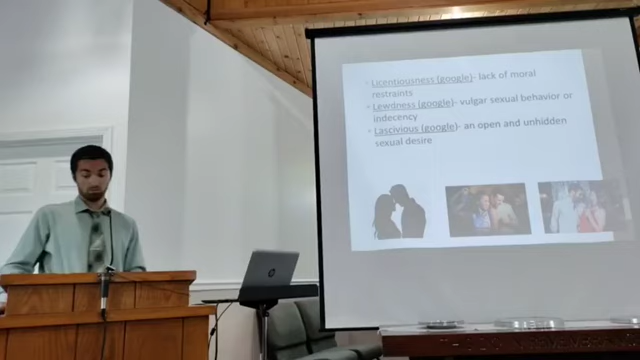 Licentiousness (google)- lack of moral
restraints
Lewdness (google)- vulgar sexual behavior or
indecency
Lascivious (google)- an open and unhidden
sexual desire
hp